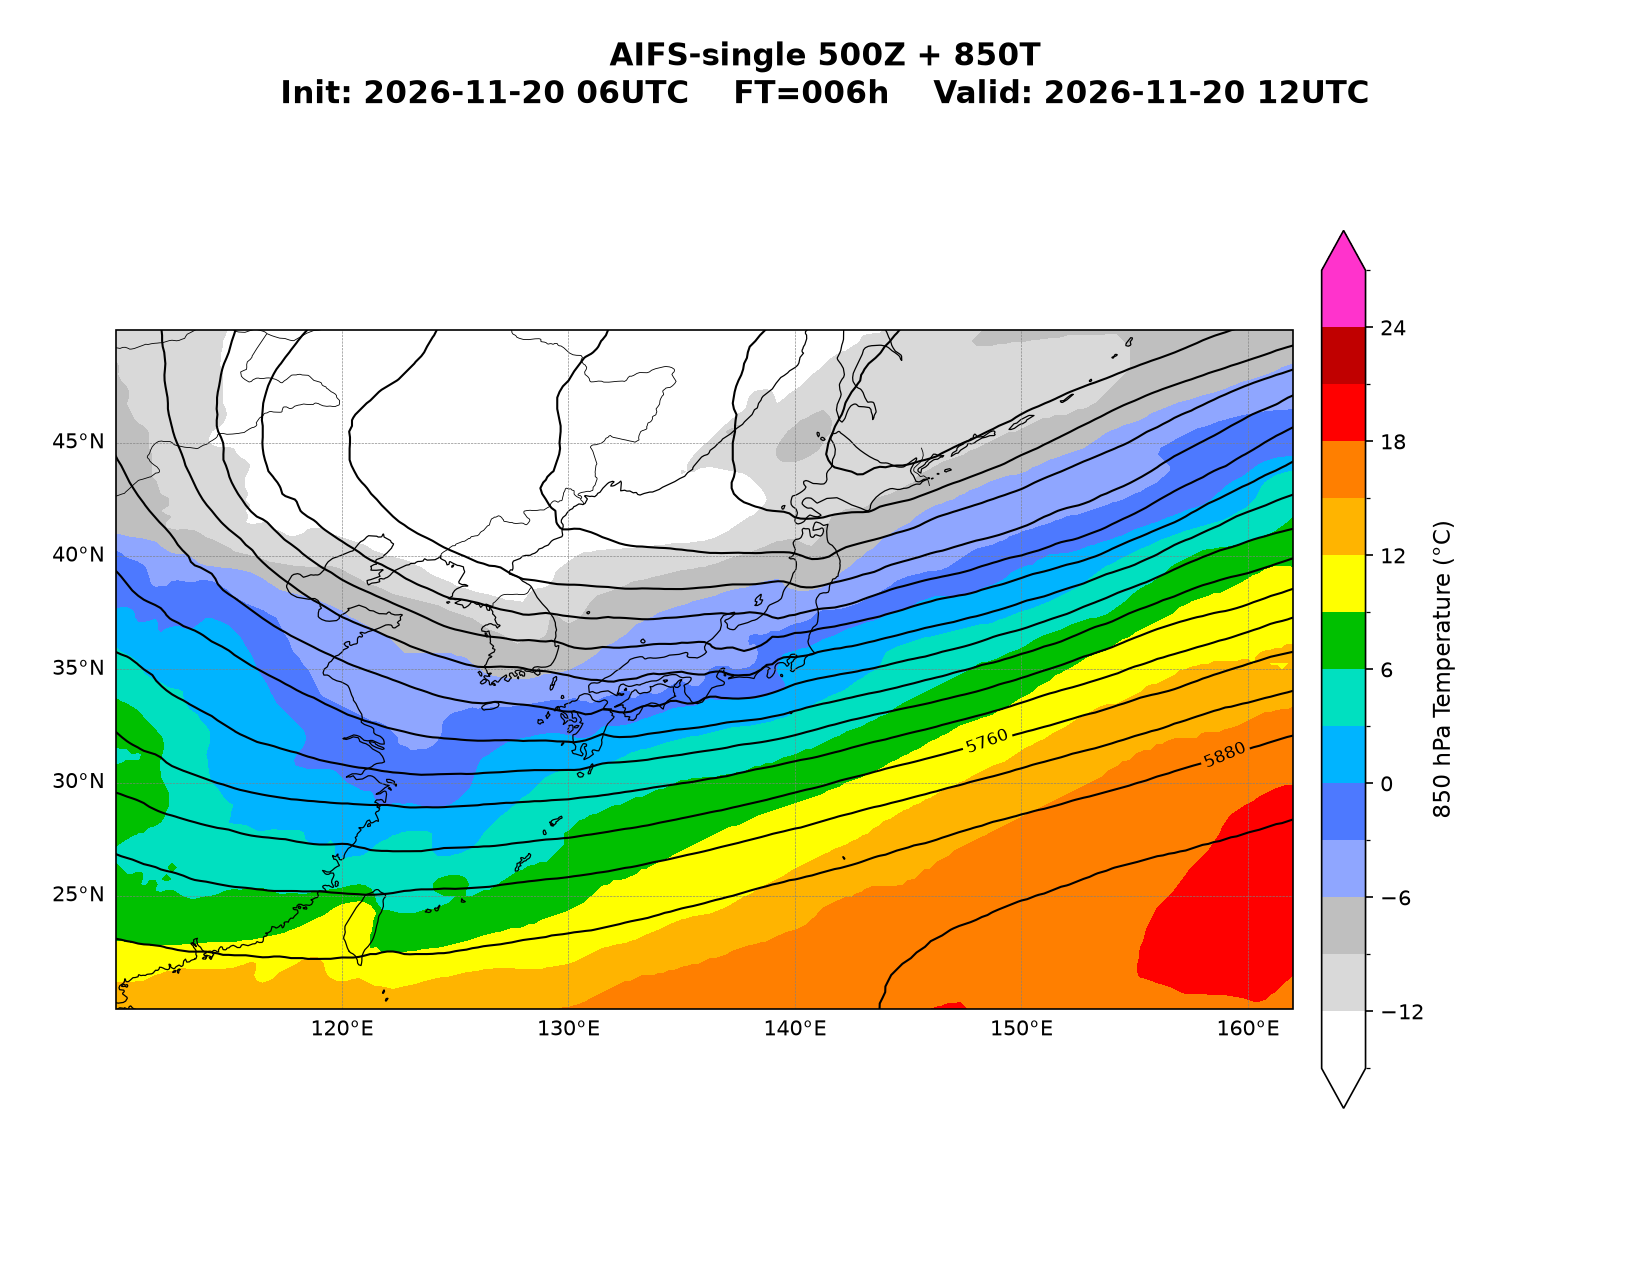 AIFS-single 500Z + 850T
Init: 2026-11-20 06UTC    FT=006h    Valid: 2026-11-20 12UTC
24
18
12
6
0
−6
−12
850 hPa Temperature (°C)
45°N
40°N
35°N
30°N
25°N
5760
5880
120°E
130°E
140°E
150°E
160°E